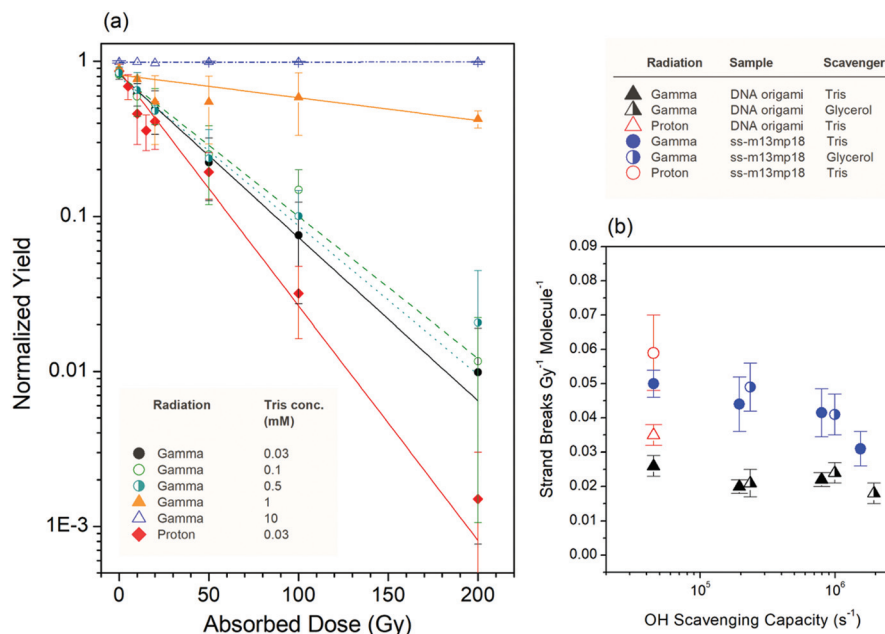 (a)
Normalized Yield
1
0.1
0.01
1E-3
0 50 100 150 200
Absorbed Dose (Gy)
Radiation Tris conc. (mM)
Gamma 0.03
Gamma 0.1
Gamma 0.5
Gamma 1
Gamma 10
Proton 0.03
Radiation Sample Scavenger
Gamma DNA origami Tris
Gamma DNA origami Glycerol
Proton DNA origami Tris
Gamma ss-m13mp18 Tris
Gamma ss-m13mp18 Glycerol
Proton ss-m13mp18 Tris
(b)
Strand Breaks Gy⁻¹ Molecule⁻¹
0.09
0.08
0.07
0.06
0.05
0.04
0.03
0.02
0.01
0.00
10⁵ 10⁶
OH Scavenging Capacity (s⁻¹)